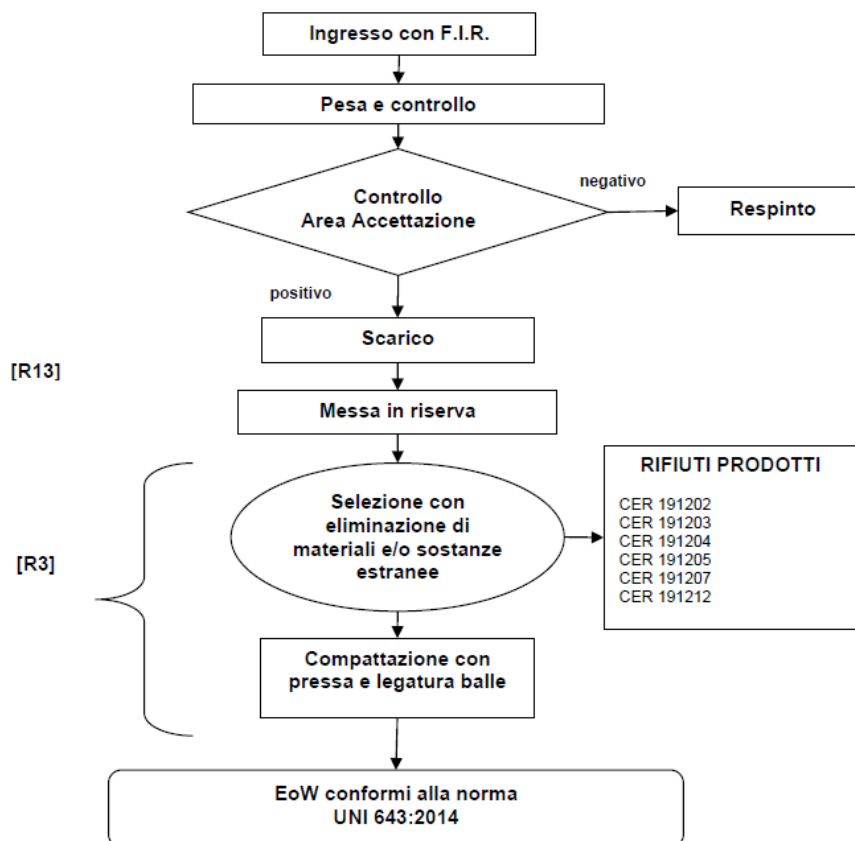 Ingresso con F.I.R.
Pesa e controllo
Controllo
Area Accettazione
negativo
Respinto
positivo
Scarico
[R13]
Messa in riserva
Selezione con
eliminazione di
materiali e/o sostanze
estranee
RIFIUTI PRODOTTI
CER 191202
CER 191203
CER 191204
CER 191205
CER 191207
CER 191212
[R3]
Compattazione con
pressa e legatura balle
EoW conformi alla norma
UNI 643:2014